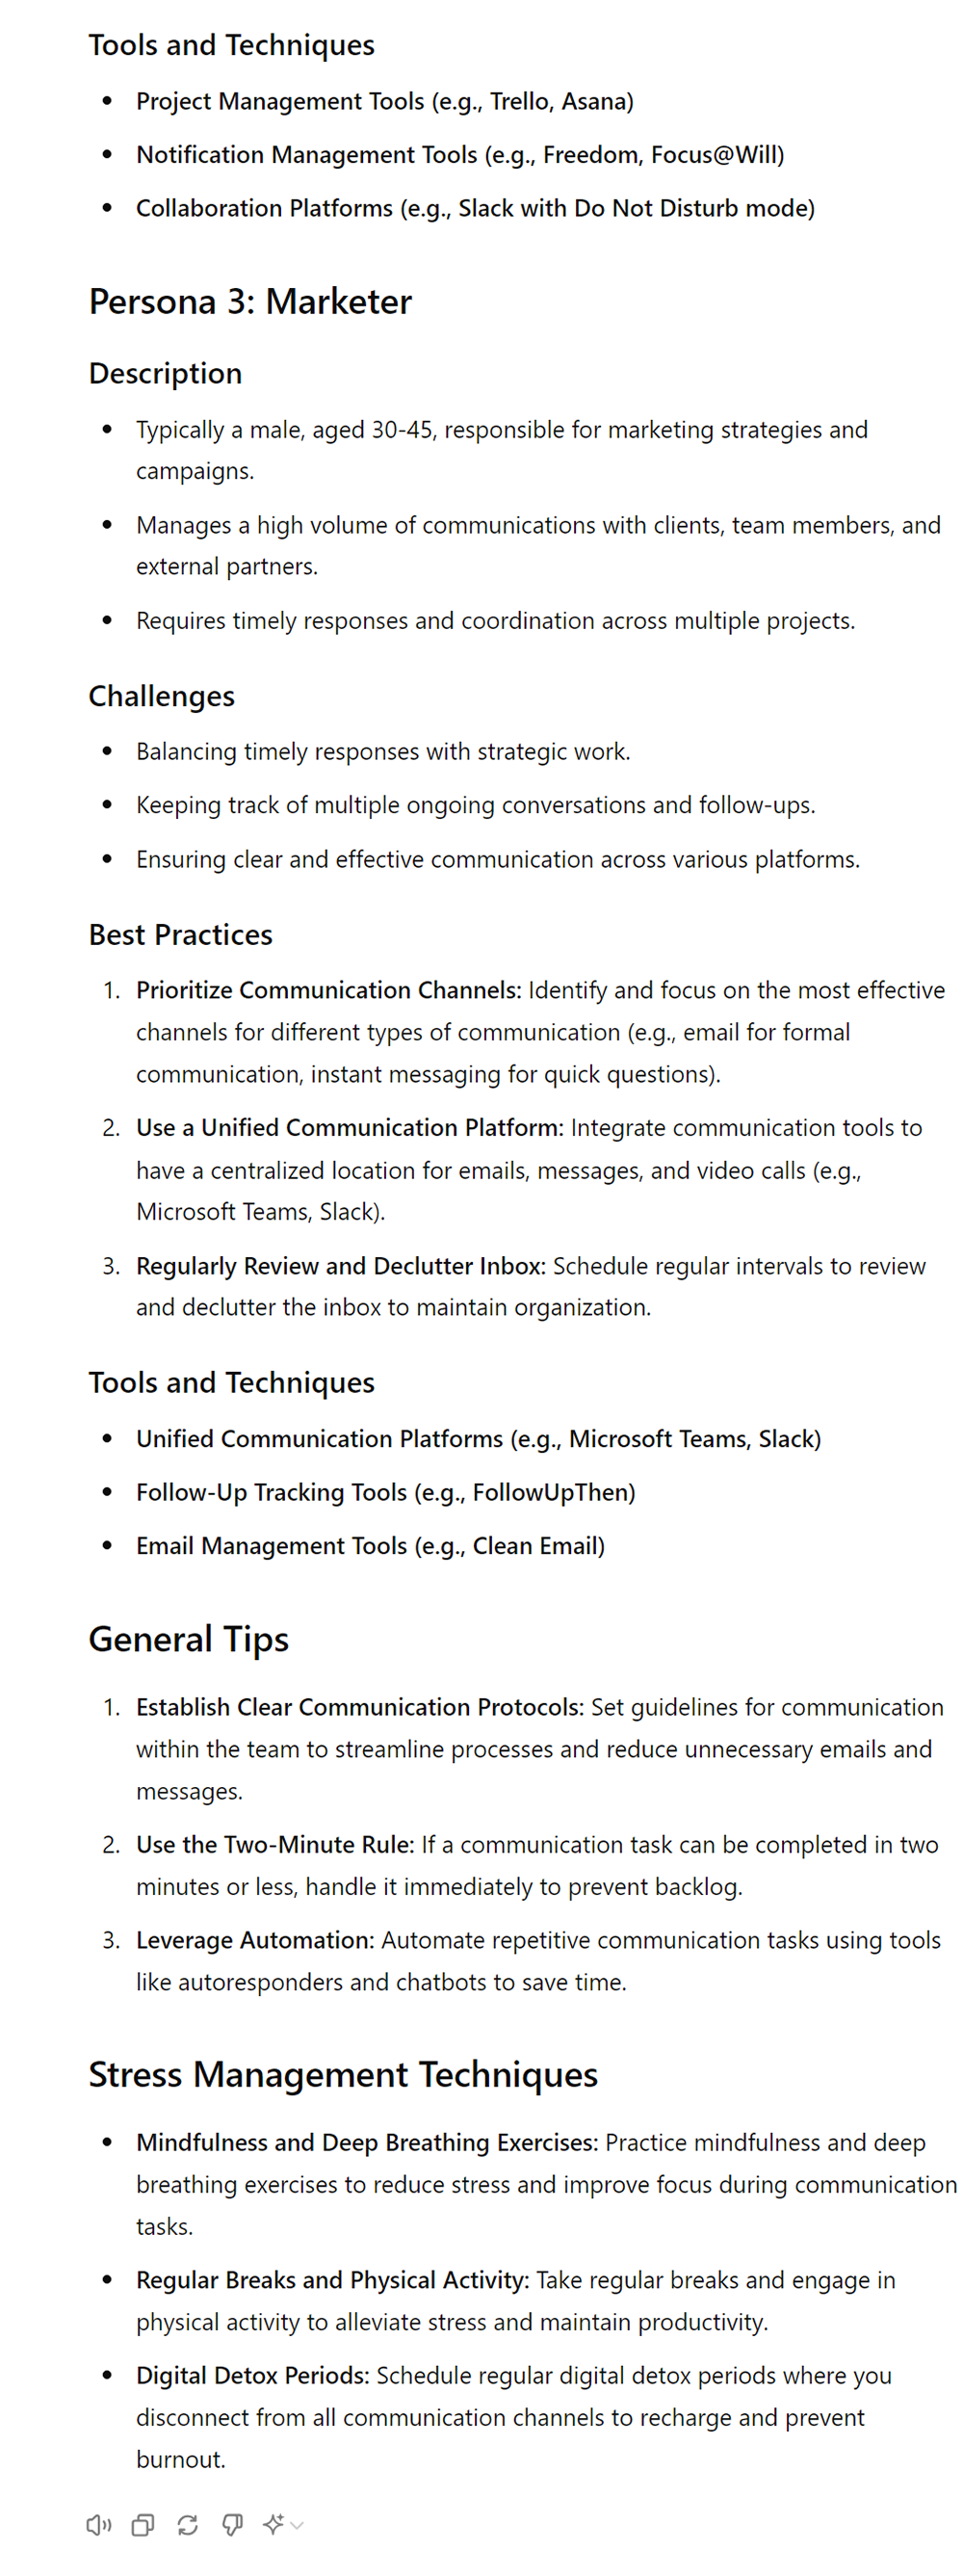 Tools and Techniques
• Project Management Tools (e.g., Trello, Asana)
• Notification Management Tools (e.g., Freedom, Focus@Will)
• Collaboration Platforms (e.g., Slack with Do Not Disturb mode)
Persona 3: Marketer
Description
• Typically a male, aged 30-45, responsible for marketing strategies and
campaigns.
• Manages a high volume of communications with clients, team members, and
external partners.
• Requires timely responses and coordination across multiple projects.
Challenges
• Balancing timely responses with strategic work.
• Keeping track of multiple ongoing conversations and follow-ups.
• Ensuring clear and effective communication across various platforms.
Best Practices
1. Prioritize Communication Channels: Identify and focus on the most effective
channels for different types of communication (e.g., email for formal
communication, instant messaging for quick questions).
2. Use a Unified Communication Platform: Integrate communication tools to
have a centralized location for emails, messages, and video calls (e.g.,
Microsoft Teams, Slack).
3. Regularly Review and Declutter Inbox: Schedule regular intervals to review
and declutter the inbox to maintain organization.
Tools and Techniques
• Unified Communication Platforms (e.g., Microsoft Teams, Slack)
• Follow-Up Tracking Tools (e.g., FollowUpThen)
• Email Management Tools (e.g., Clean Email)
General Tips
1. Establish Clear Communication Protocols: Set guidelines for communication
within the team to streamline processes and reduce unnecessary emails and
messages.
2. Use the Two-Minute Rule: If a communication task can be completed in two
minutes or less, handle it immediately to prevent backlog.
3. Leverage Automation: Automate repetitive communication tasks using tools
like autoresponders and chatbots to save time.
Stress Management Techniques
• Mindfulness and Deep Breathing Exercises: Practice mindfulness and deep
breathing exercises to reduce stress and improve focus during communication
tasks.
• Regular Breaks and Physical Activity: Take regular breaks and engage in
physical activity to alleviate stress and maintain productivity.
• Digital Detox Periods: Schedule regular digital detox periods where you
disconnect from all communication channels to recharge and prevent
burnout.